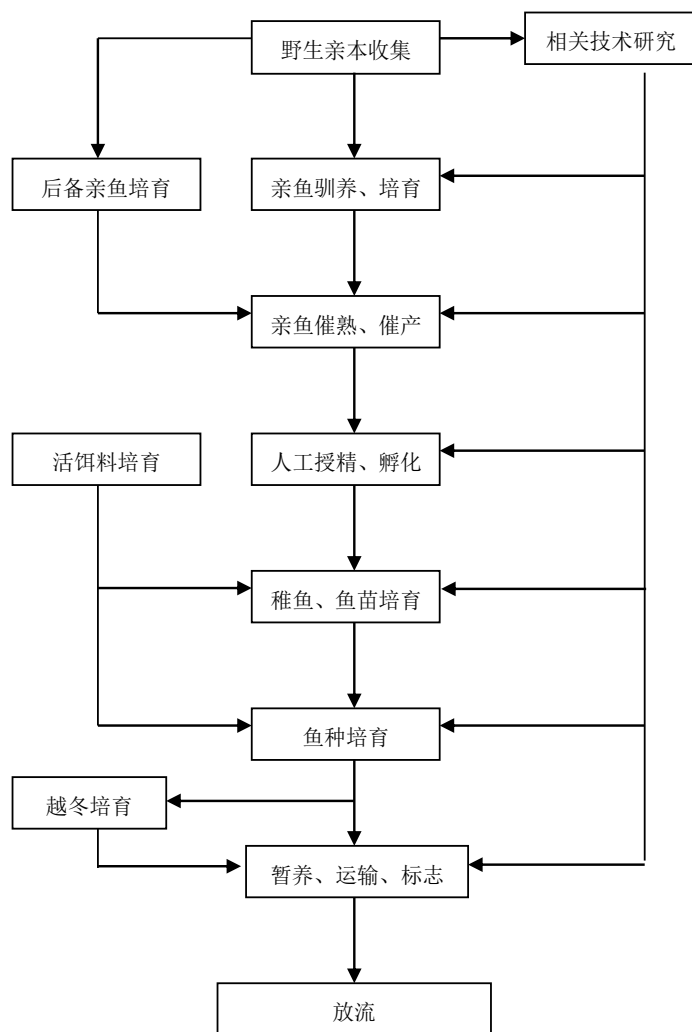 野生亲本收集
相关技术研究
后备亲鱼培育
亲鱼驯养、培育
亲鱼催熟、催产
活饵料培育
人工授精、孵化
稚鱼、鱼苗培育
鱼种培育
越冬培育
暂养、运输、标志
放流